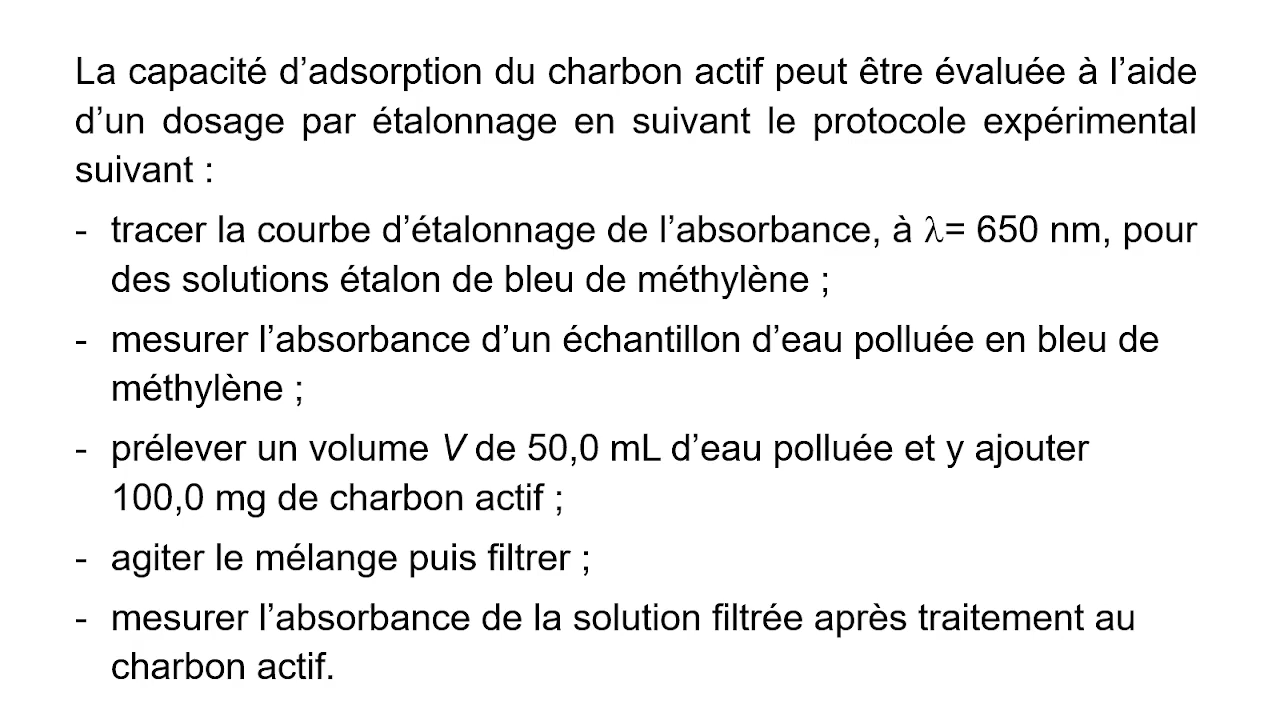 La capacité d’adsorption du charbon actif peut être évaluée à l’aide
d’un dosage par étalonnage en suivant le protocole expérimental
suivant :
- tracer la courbe d’étalonnage de l’absorbance, à λ= 650 nm, pour
des solutions étalon de bleu de méthylène ;
- mesurer l’absorbance d’un échantillon d’eau polluée en bleu de
méthylène ;
- prélever un volume V de 50,0 mL d’eau polluée et y ajouter
100,0 mg de charbon actif ;
- agiter le mélange puis filtrer ;
- mesurer l’absorbance de la solution filtrée après traitement au
charbon actif.